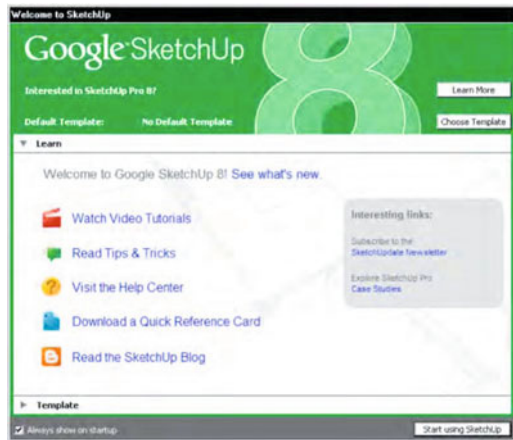 Welcome to SketchUp
Google SketchUp 8
Interested in SketchUp Pro 8?
Learn More
Default Template: No Default Template
Choose Template
Learn
Welcome to Google SketchUp 8! See what's new.
Watch Video Tutorials
Read Tips & Tricks
Visit the Help Center
Download a Quick Reference Card
Read the SketchUp Blog
Interesting links:
Subscribe to the
SketchUpdate Newsletter
Explore SketchUp Pro
Case Studies
Template
Always show on startup
Start using SketchUp